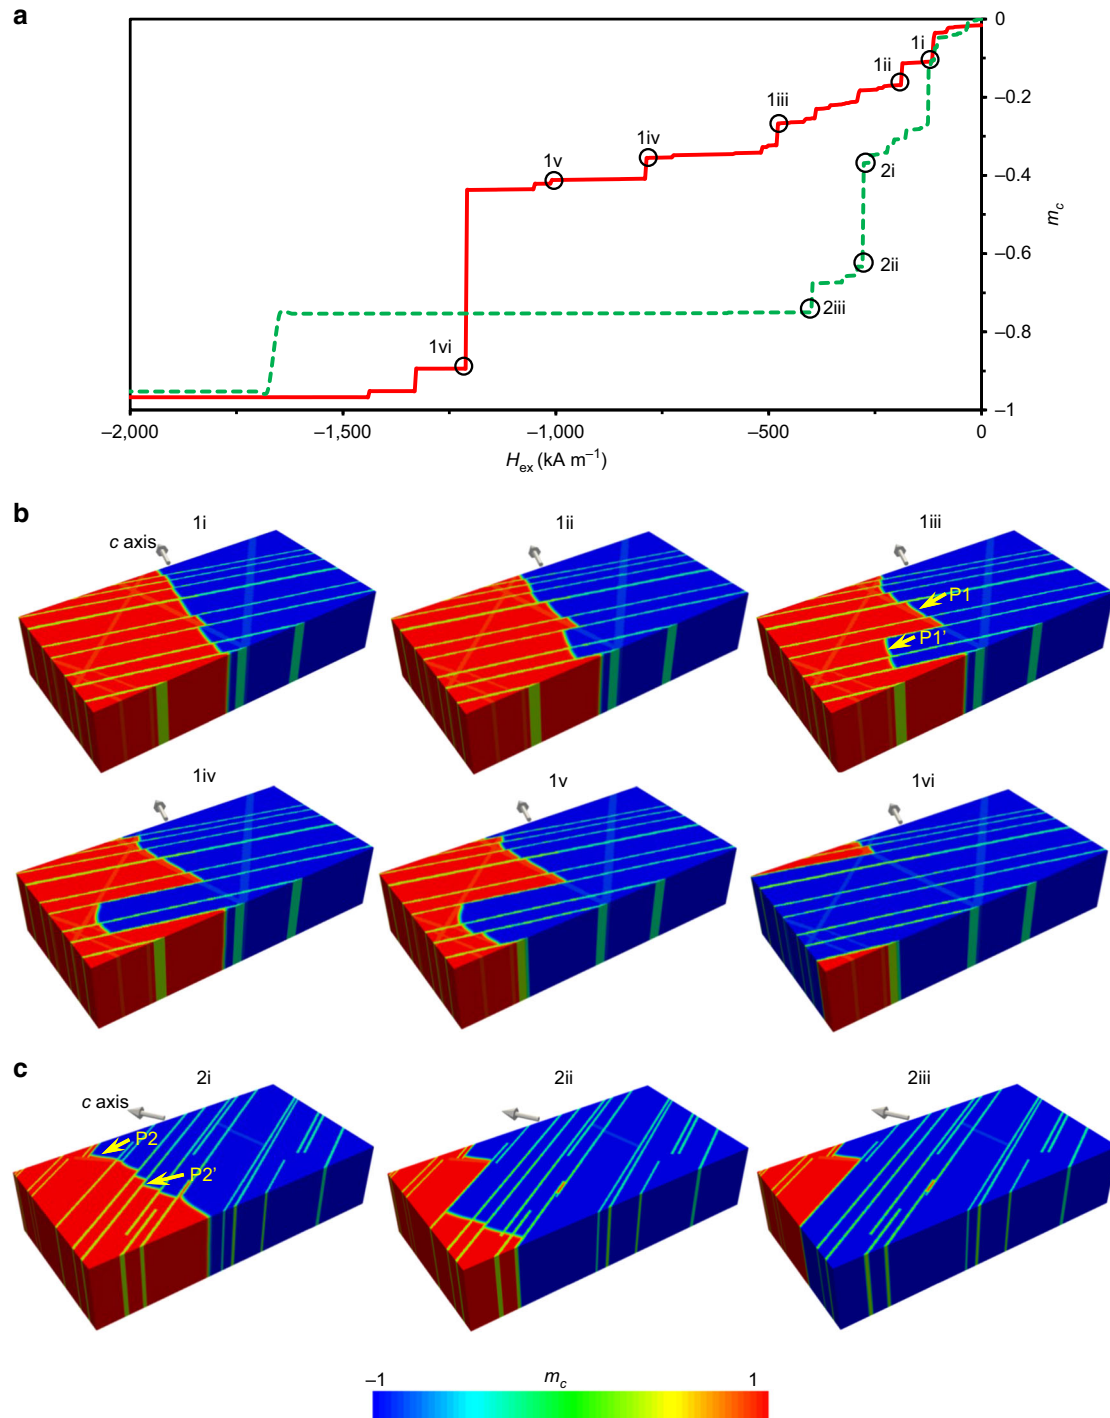 a
0
−0.2
−0.4
−0.6
−0.8
−1
m_c
1i
1ii
1iii
1iv
1v
1vi
2i
2ii
2iii
−2,000
−1,500
−1,000
−500
0
H_ex (kA m⁻¹)
b
1i
1ii
1iii
c axis
P1
P1'
1iv
1v
1vi
c
2i
2ii
2iii
c axis
P2
P2'
−1
m_c
1